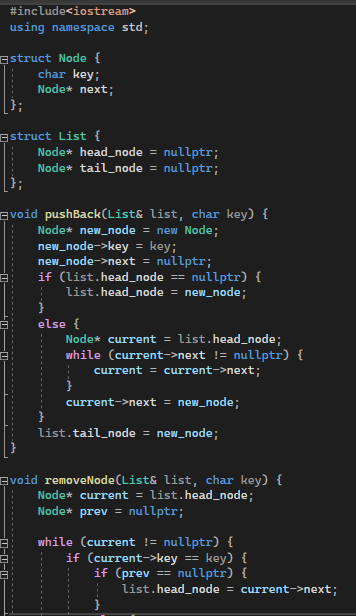 #include<iostream>
using namespace std;
struct Node {
char key;
Node* next;
};
struct List {
Node* head_node = nullptr;
Node* tail_node = nullptr;
};
void pushBack(List& list, char key) {
Node* new_node = new Node;
new_node->key = key;
new_node->next = nullptr;
if (list.head_node == nullptr) {
list.head_node = new_node;
}
else {
Node* current = list.head_node;
while (current->next != nullptr) {
current = current->next;
}
current->next = new_node;
}
list.tail_node = new_node;
}
void removeNode(List& list, char key) {
Node* current = list.head_node;
Node* prev = nullptr;
while (current != nullptr) {
if (current->key == key) {
if (prev == nullptr) {
list.head_node = current->next;
}